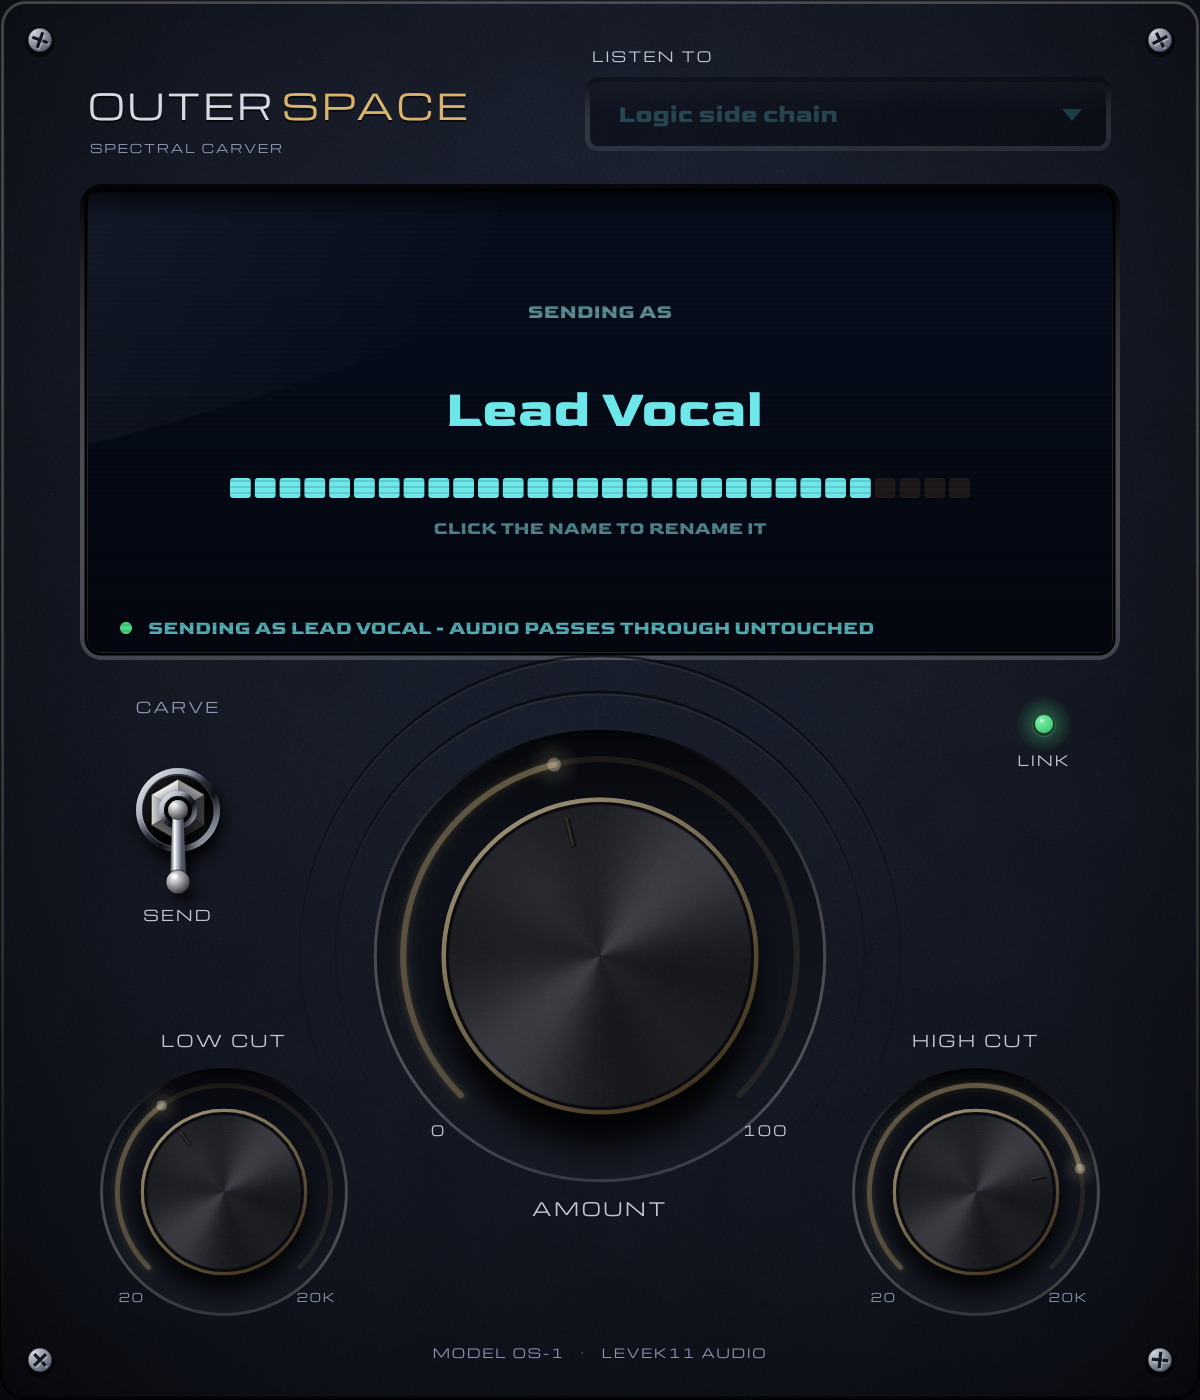 LISTEN TO
OUTER SPACE
Logic side chain
SPECTRAL CARVER
SENDING AS
Lead Vocal
CLICK THE NAME TO RENAME IT
SENDING AS LEAD VOCAL - AUDIO PASSES THROUGH UNTOUCHED
CARVE
LINK
SEND
LOW CUT
HIGH CUT
0
100
AMOUNT
20
20K
20
20K
MODEL OS-1 · LEVEK11 AUDIO